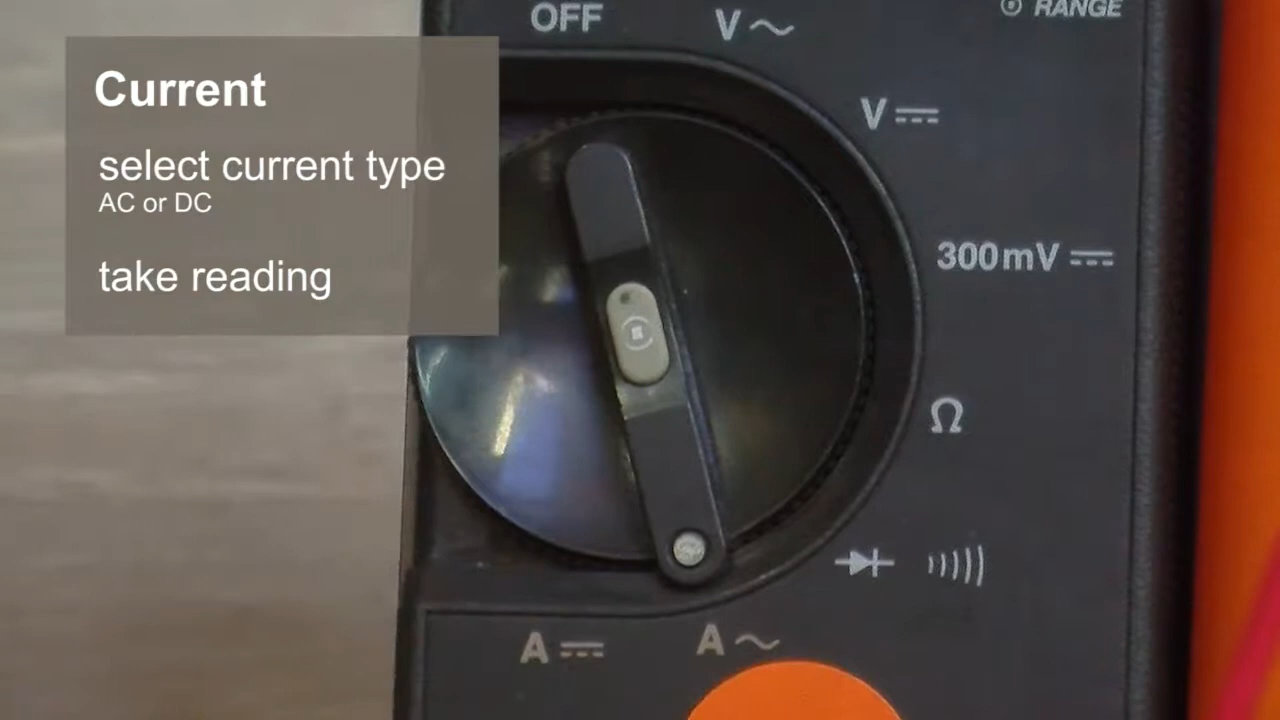 OFF
V~
RANGE
Current
V⎓
select current type
AC or DC
300mV⎓
take reading
Ω
A⎓
A~